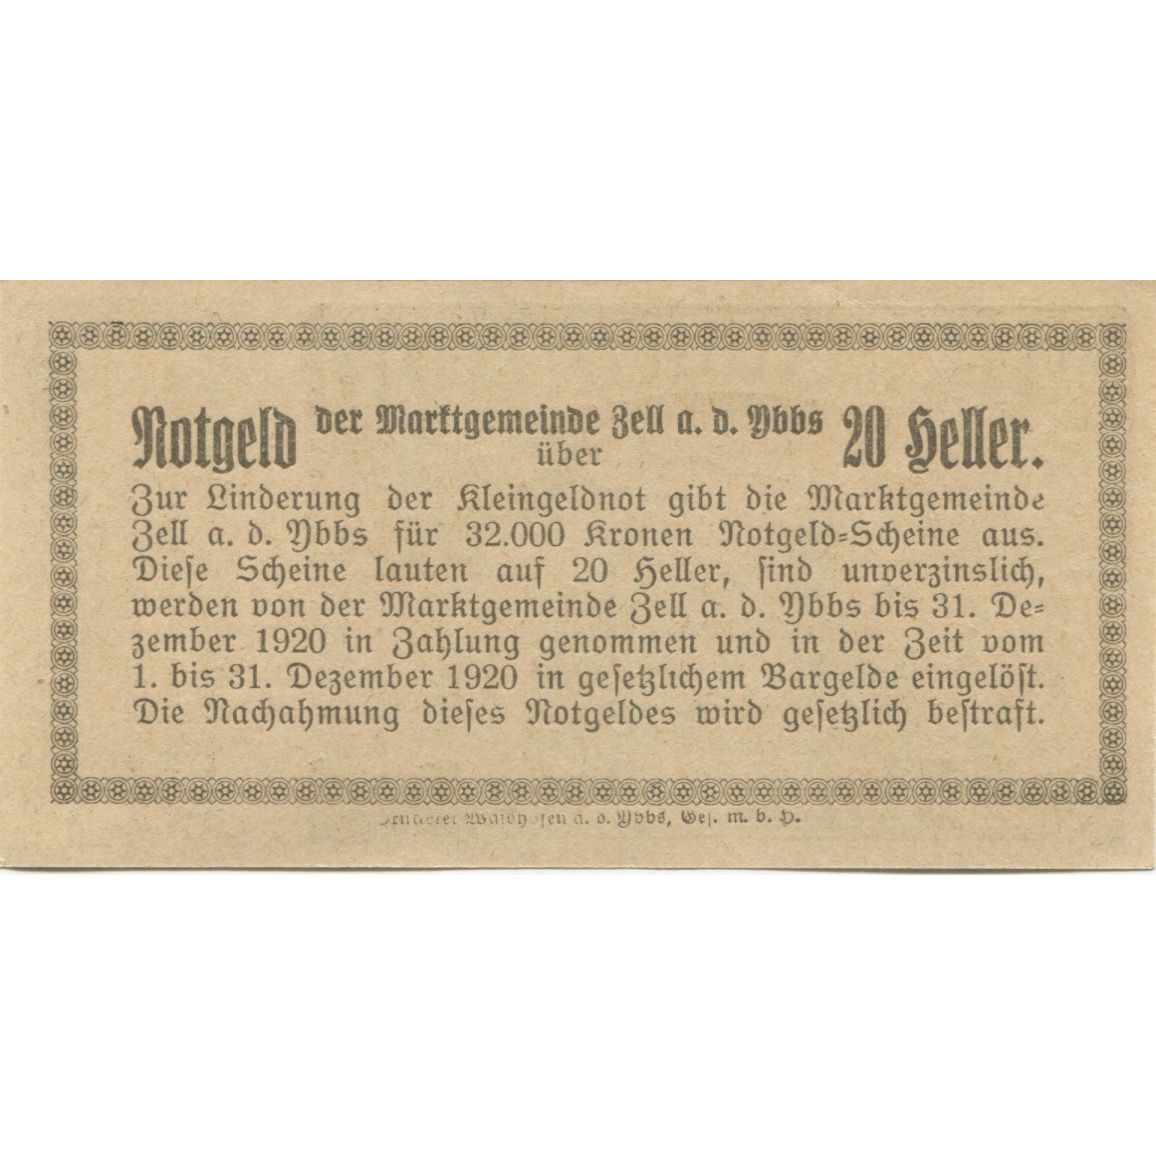 Notgeld der Marktgemeinde Zell a. d. Ybbs über 20 Heller.
Zur Linderung der Kleingeldnot gibt die Marktgemeinde
Zell a. d. Ybbs für 32.000 Kronen Notgeld-Scheine aus.
Diese Scheine lauten auf 20 Heller, sind unverzinslich,
werden von der Marktgemeinde Zell a. d. Ybbs bis 31. De-
zember 1920 in Zahlung genommen und in der Zeit vom
1. bis 31. Dezember 1920 in gesetzlichem Bargelde eingelöst.
Die Nachahmung dieses Notgeldes wird gesetzlich bestraft.
Druckerei Waidhofen a. d. Ybbs, Ges. m. b. H.